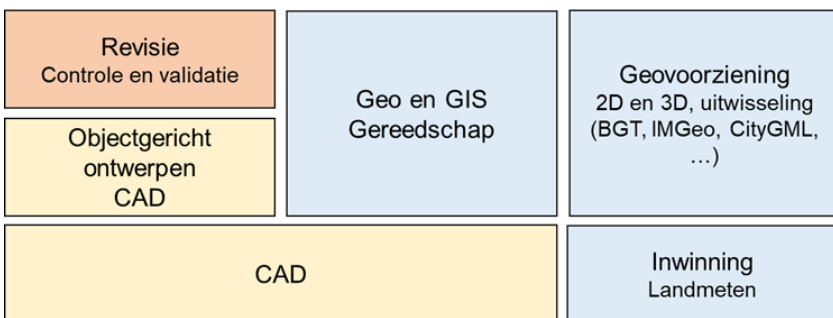 Revisie
Controle en validatie
Objectgericht
ontwerpen
CAD
Geo en GIS
Gereedschap
Geovoorziening
2D en 3D, uitwisseling
(BGT, IMGeo, CityGML,
…)
CAD
Inwinning
Landmeten